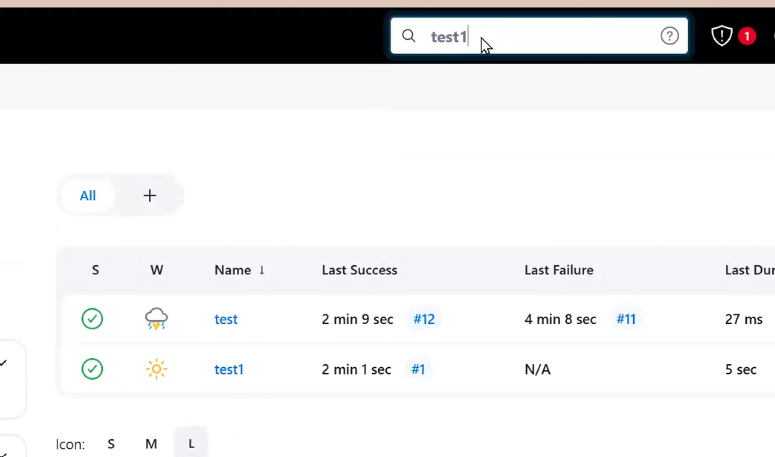 test1 ? 1
All +
S W Name ↓ Last Success Last Failure Last Dur
test 2 min 9 sec #12 4 min 8 sec #11 27 ms
test1 2 min 1 sec #1 N/A 5 sec
Icon: S M L